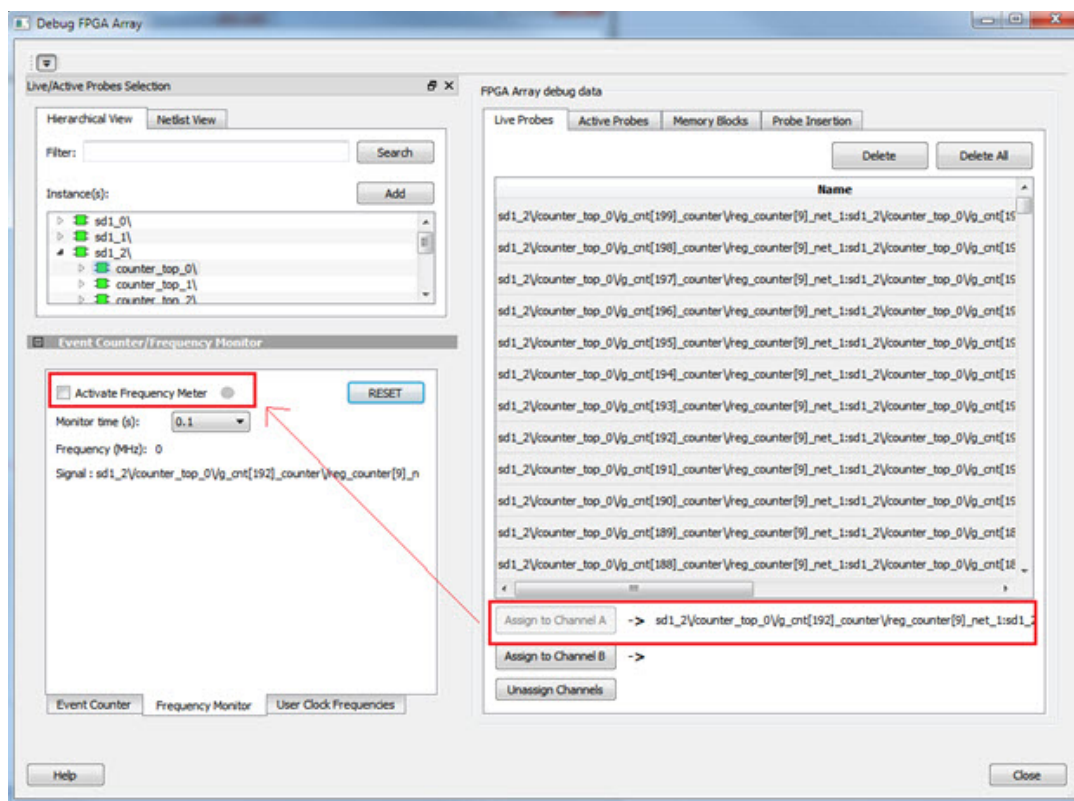 Debug FPGA Array
Live/Active Probes Selection
Hierarchical View
Netlist View
Filter:
Search
Instance(s):
Add
sd1_0\
sd1_1\
sd1_2\
counter_top_0\
counter_top_1\
counter_top_2\
Event Counter/Frequency Monitor
Activate Frequency Meter
RESET
Monitor time (s):
0.1
Frequency (MHz): 0
Signal : sd1_2\/counter_top_0\/g_cnt[192]_counter\/reg_counter[9]_n
Event Counter
Frequency Monitor
User Clock Frequencies
Help
FPGA Array debug data
Live Probes
Active Probes
Memory Blocks
Probe Insertion
Delete
Delete All
Name
sd1_2\/counter_top_0\/g_cnt[199]_counter\/reg_counter[9]_net_1:sd1_2\/counter_top_0\/g_cnt[19
sd1_2\/counter_top_0\/g_cnt[198]_counter\/reg_counter[9]_net_1:sd1_2\/counter_top_0\/g_cnt[19
sd1_2\/counter_top_0\/g_cnt[197]_counter\/reg_counter[9]_net_1:sd1_2\/counter_top_0\/g_cnt[19
sd1_2\/counter_top_0\/g_cnt[196]_counter\/reg_counter[9]_net_1:sd1_2\/counter_top_0\/g_cnt[19
sd1_2\/counter_top_0\/g_cnt[195]_counter\/reg_counter[9]_net_1:sd1_2\/counter_top_0\/g_cnt[19
sd1_2\/counter_top_0\/g_cnt[194]_counter\/reg_counter[9]_net_1:sd1_2\/counter_top_0\/g_cnt[19
sd1_2\/counter_top_0\/g_cnt[193]_counter\/reg_counter[9]_net_1:sd1_2\/counter_top_0\/g_cnt[19
sd1_2\/counter_top_0\/g_cnt[192]_counter\/reg_counter[9]_net_1:sd1_2\/counter_top_0\/g_cnt[19
sd1_2\/counter_top_0\/g_cnt[191]_counter\/reg_counter[9]_net_1:sd1_2\/counter_top_0\/g_cnt[19
sd1_2\/counter_top_0\/g_cnt[190]_counter\/reg_counter[9]_net_1:sd1_2\/counter_top_0\/g_cnt[19
sd1_2\/counter_top_0\/g_cnt[189]_counter\/reg_counter[9]_net_1:sd1_2\/counter_top_0\/g_cnt[18
sd1_2\/counter_top_0\/g_cnt[188]_counter\/reg_counter[9]_net_1:sd1_2\/counter_top_0\/g_cnt[18
Assign to Channel A -> sd1_2\/counter_top_0\/g_cnt[192]_counter\/reg_counter[9]_net_1:sd1_2
Assign to Channel B ->
Unassign Channels
Close